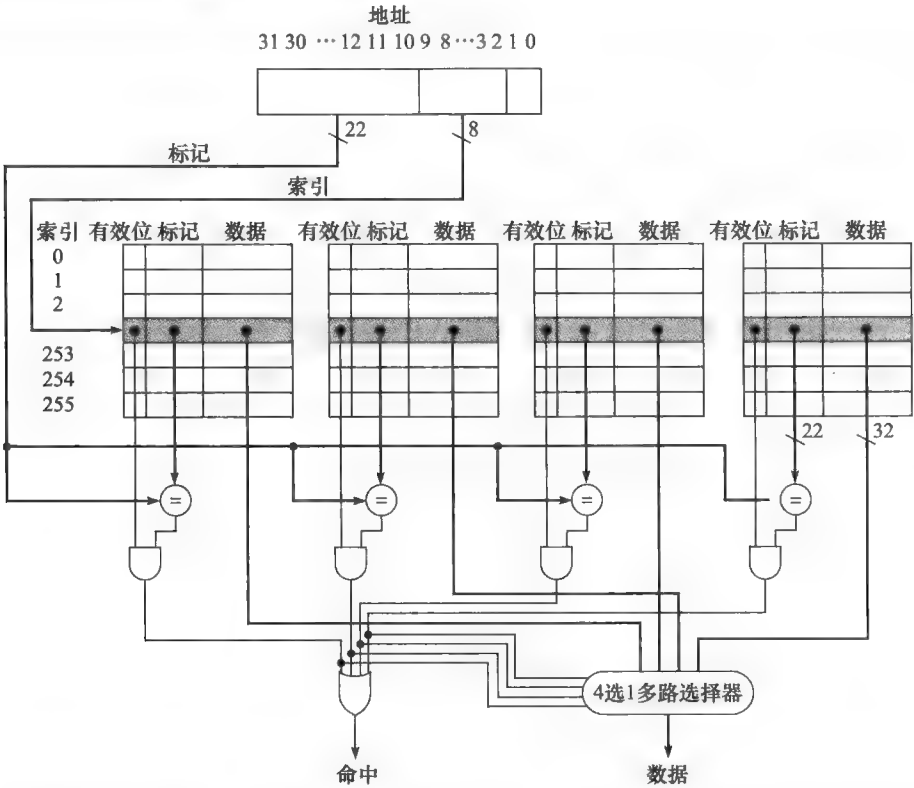 地址
31 30 ···12 11 10 9 8 ···3 2 1 0
22
8
标记
索引
索引 有效位 标记 数据 有效位 标记 数据 有效位 标记 数据 有效位 标记 数据
0
1
2
253
254
255
22
32
= = = =
4选1多路选择器
命中 数据